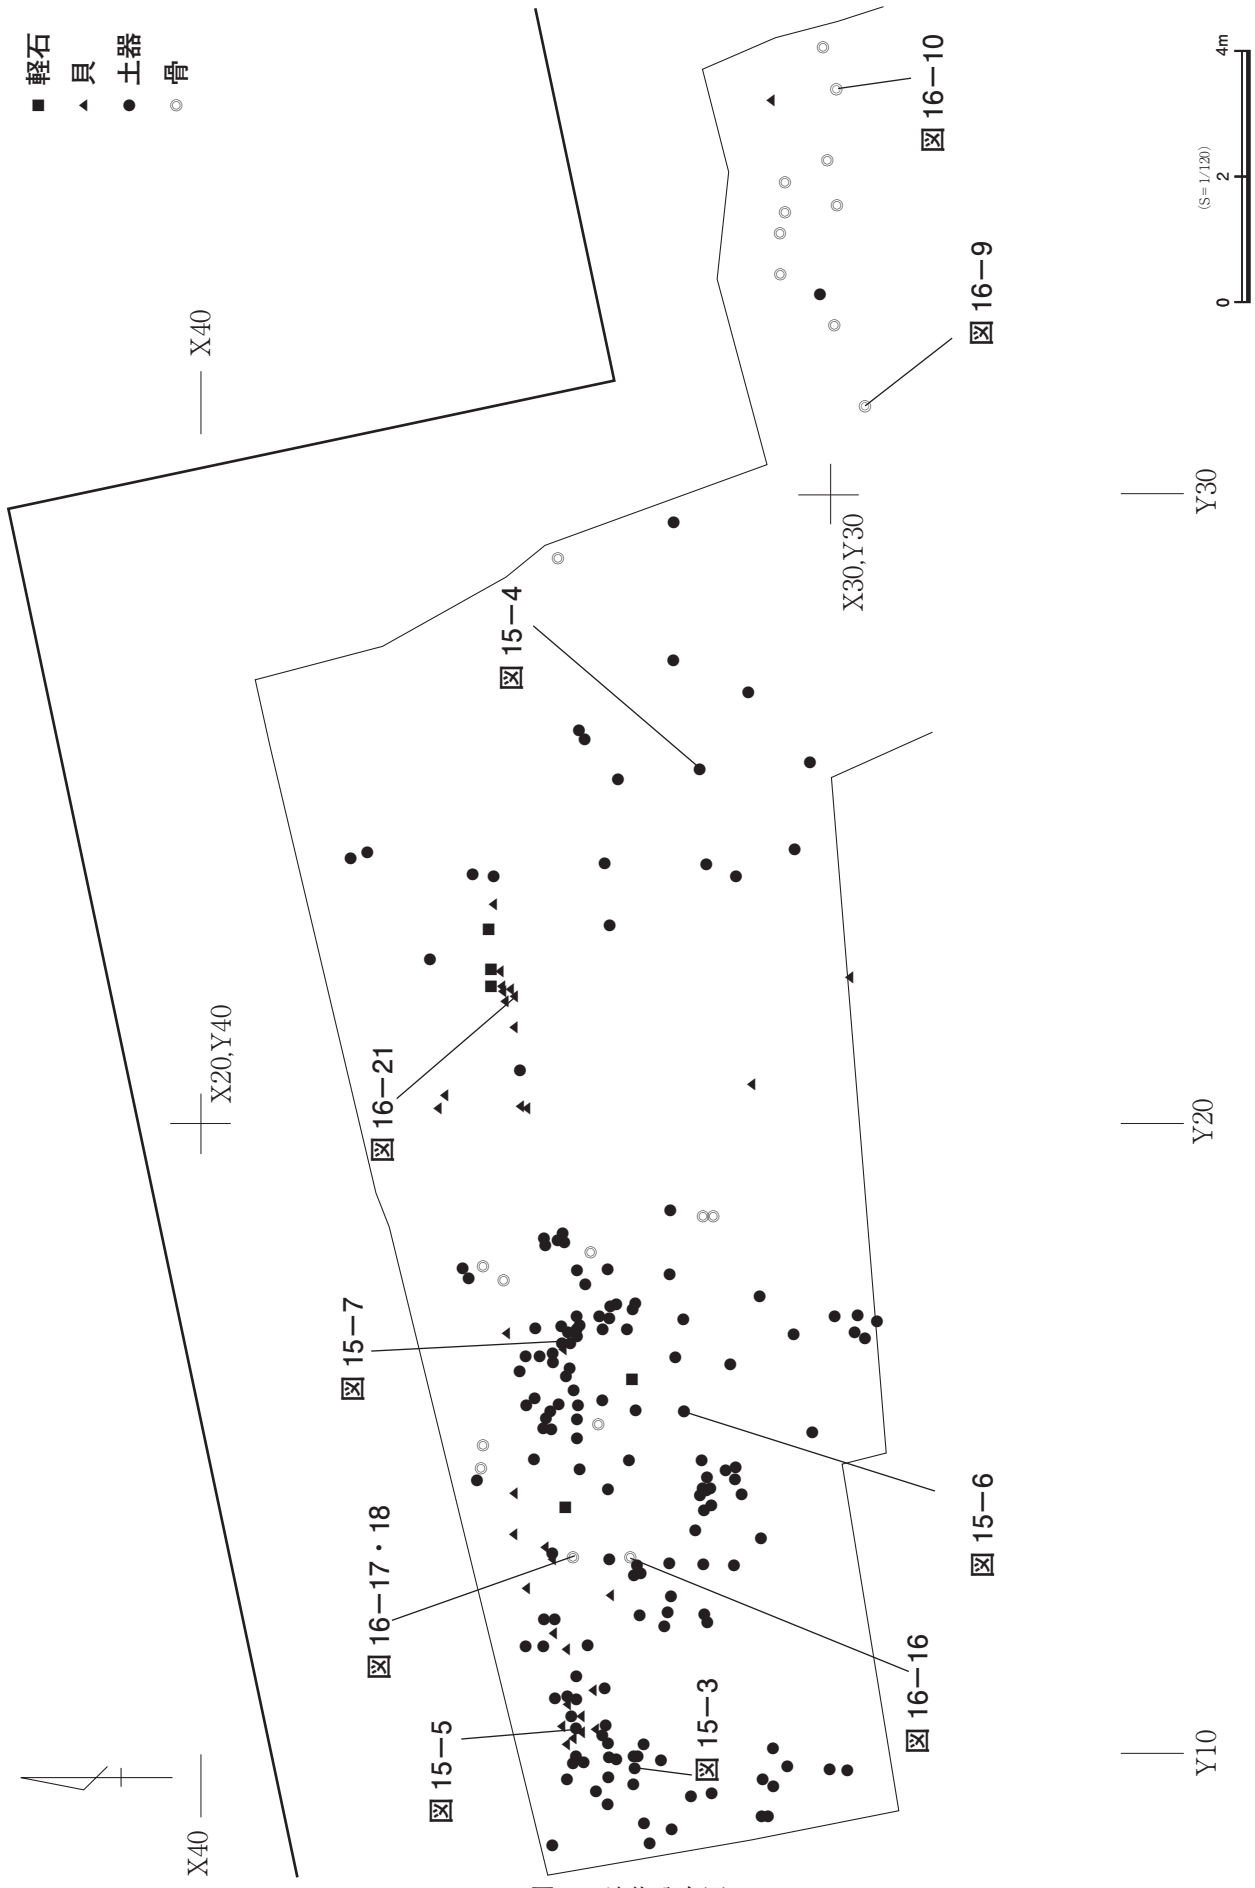 ■ 軽石
▲ 貝
● 土器
◎ 骨
X40
X20,Y40
X40
図 16-10
図 16-9
図 15-4
図 16-21
図 15-7
図 16-17・18
図 15-5
図 15-3
図 16-16
図 15-6
X30,Y30
Y30
Y20
Y10
(S=1/120)
0 2 4m